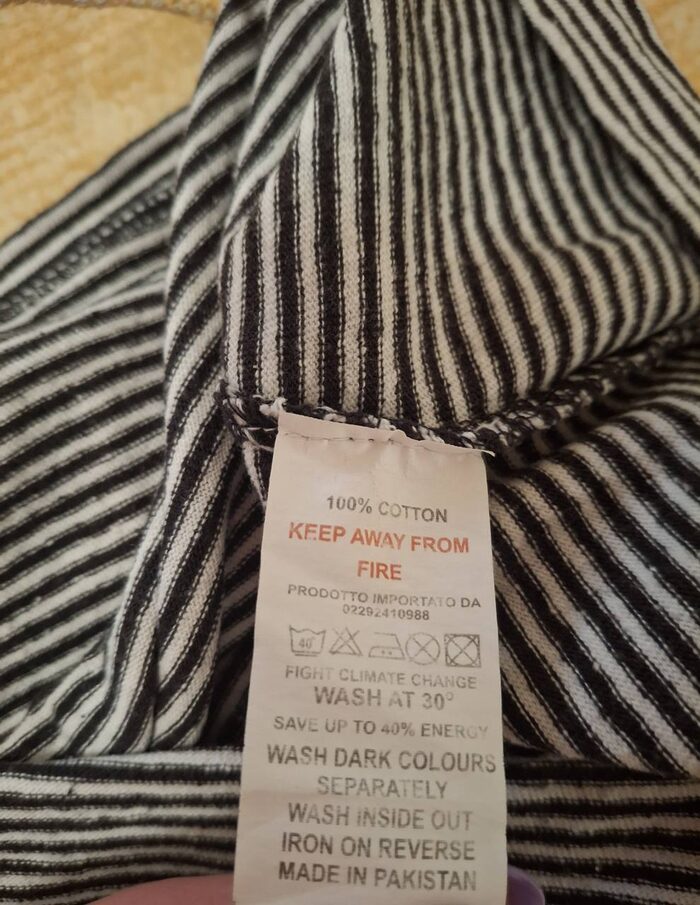 100% COTTON
KEEP AWAY FROM
FIRE
PRODOTTO IMPORTATO DA
02292410988
40
FIGHT CLIMATE CHANGE
WASH AT 30°
SAVE UP TO 40% ENERGY
WASH DARK COLOURS
SEPARATELY
WASH INSIDE OUT
IRON ON REVERSE
MADE IN PAKISTAN